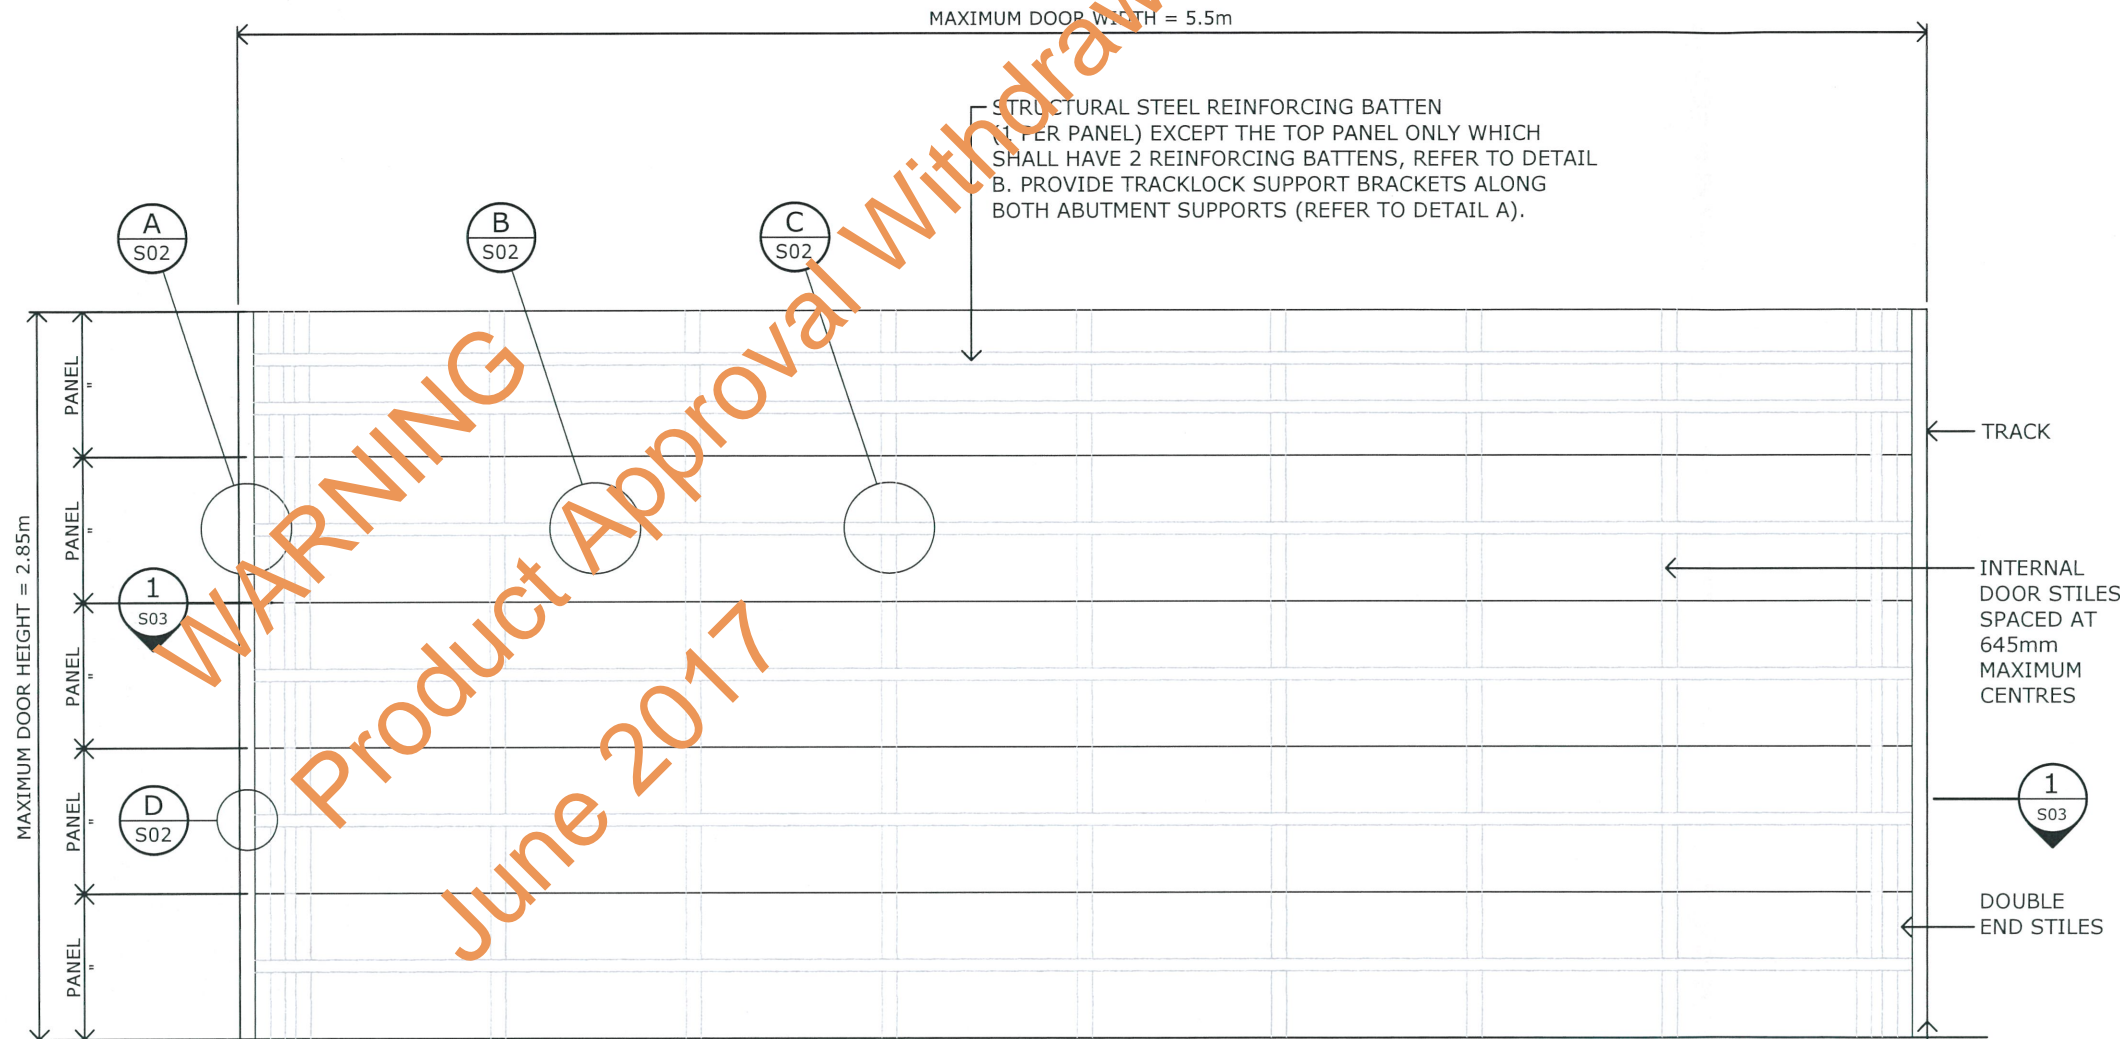 MAXIMUM DOOR WIDTH = 5.5m
STRUCTURAL STEEL REINFORCING BATTEN
(1 PER PANEL) EXCEPT THE TOP PANEL ONLY WHICH
SHALL HAVE 2 REINFORCING BATTENS, REFER TO DETAIL
B. PROVIDE TRACKLOCK SUPPORT BRACKETS ALONG
BOTH ABUTMENT SUPPORTS (REFER TO DETAIL A).
A
S02
B
S02
C
S02
MAXIMUM DOOR HEIGHT = 2.85m
PANEL
"
PANEL
"
PANEL
"
PANEL
"
PANEL
"
1
S03
D
S02
TRACK
INTERNAL
DOOR STILES
SPACED AT
645mm
MAXIMUM
CENTRES
1
S03
DOUBLE
END STILES
WARNING
Product Approval Withdraw
June 2017